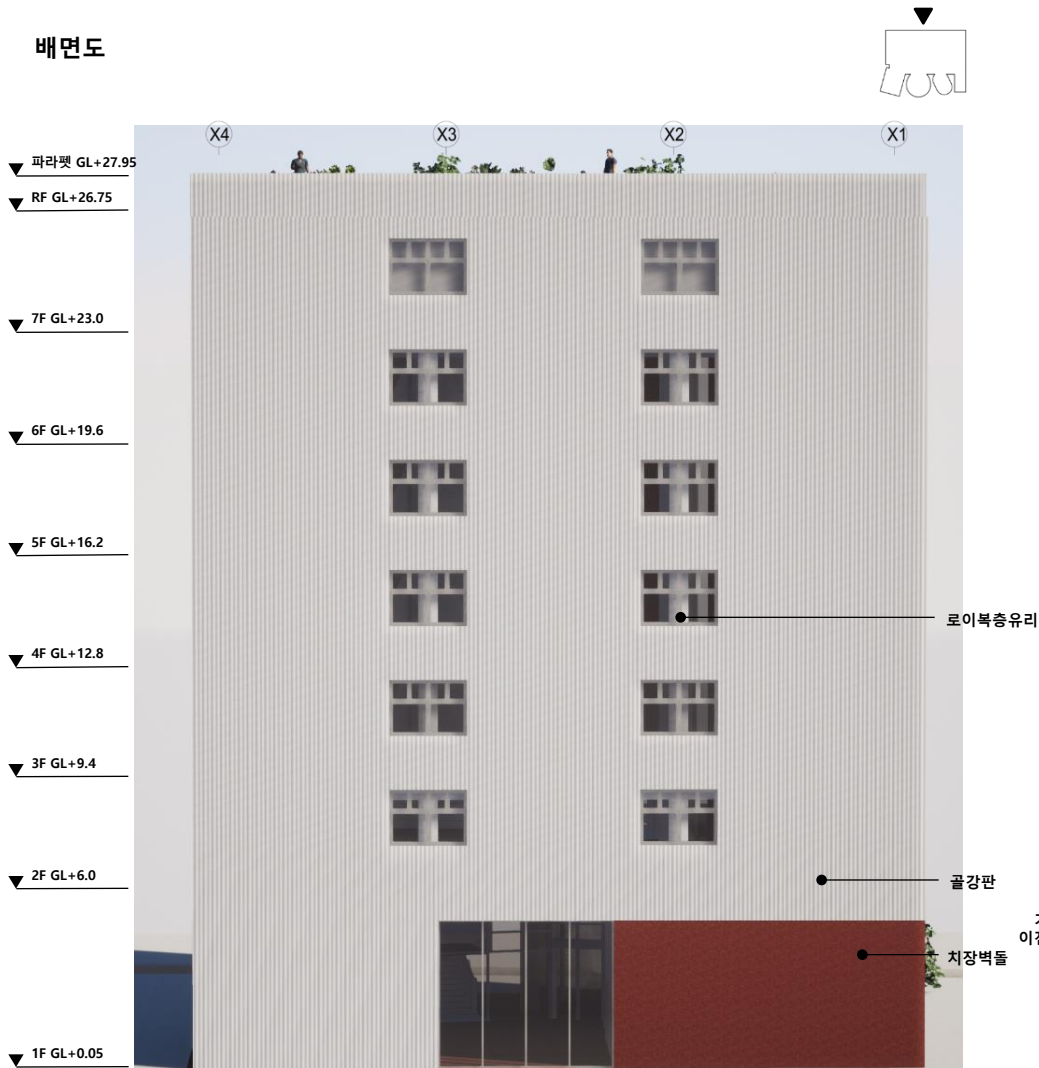 배면도
X4 X3 X2 X1
파라펫 GL+27.95
RF GL+26.75
7F GL+23.0
6F GL+19.6
5F GL+16.2
로이복층유리
4F GL+12.8
3F GL+9.4
2F GL+6.0
골강판
치장벽돌
1F GL+0.05